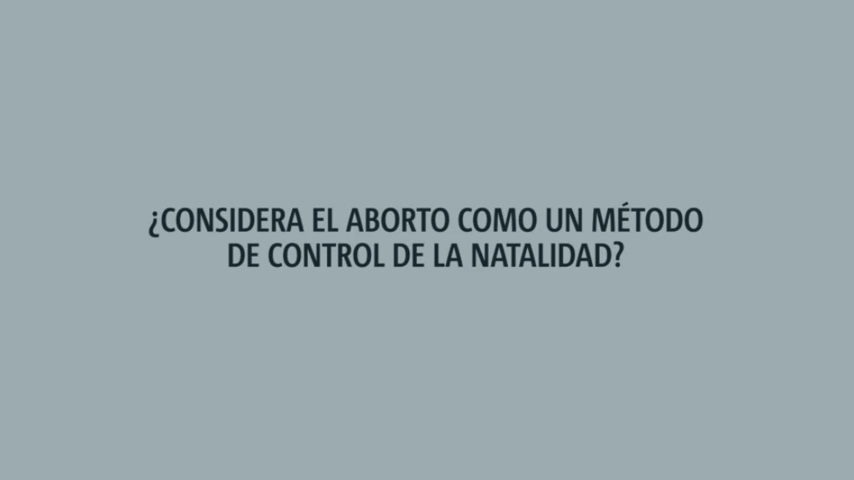 ¿CONSIDERA EL ABORTO COMO UN MÉTODO
DE CONTROL DE LA NATALIDAD?